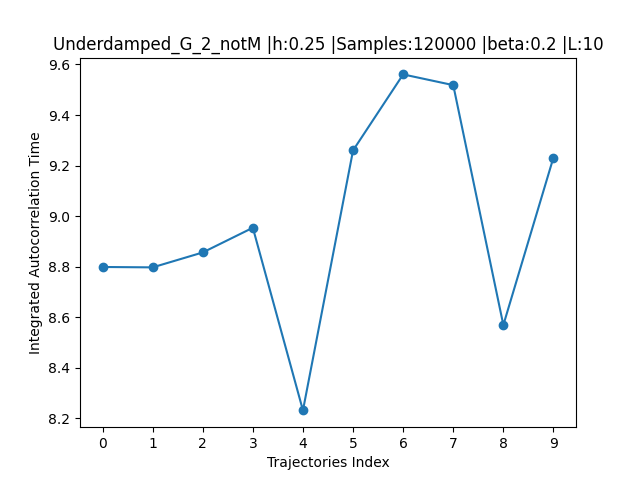 Underdamped_G_2_notM |h:0.25 |Samples:120000 |beta:0.2 |L:10
9.6
9.4
9.2
9.0
8.8
8.6
8.4
8.2
Integrated Autocorrelation Time
0 1 2 3 4 5 6 7 8 9
Trajectories Index